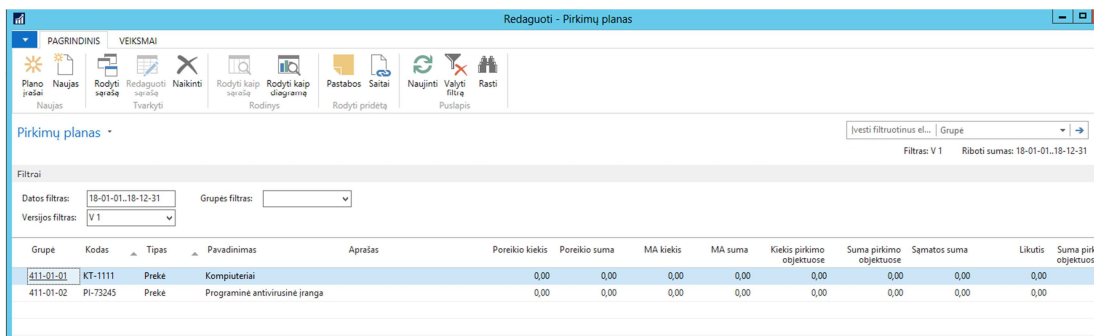 Redaguoti - Pirkimų planas
PAGRINDINIS VEIKSMAI
Plano įrašai Naujas Rodyti sąrašą Redaguoti sąrašą Naikinti Rodyti kaip sąrašą Rodyti kaip diagramą Pastabos Saitai Naujinti Valyti filtrą Rasti
Naujas Tvarkyti Rodinys Rodyti pridėtą Puslapis
Pirkimų planas
Įvesti filtruotinus el... Grupė
Filtras: V 1 Riboti sumas: 18-01-01..18-12-31
Filtrai
Datos filtras: 18-01-01..18-12-31 Grupės filtras:
Versijos filtras: V 1
Grupė Kodas Tipas Pavadinimas Aprašas Poreikio kiekis Poreikio suma MA kiekis MA suma Kiekis pirkimo objektuose Suma pirkimo objektuose Sąmatos suma Likutis Suma pirk objektuos
411-01-01 KT-1111 Prekė Kompiuteriai 0,00 0,00 0,00 0,00 0,00 0,00 0,00 0,00
411-01-02 PI-73245 Prekė Programinė antivirusinė įranga 0,00 0,00 0,00 0,00 0,00 0,00 0,00 0,00